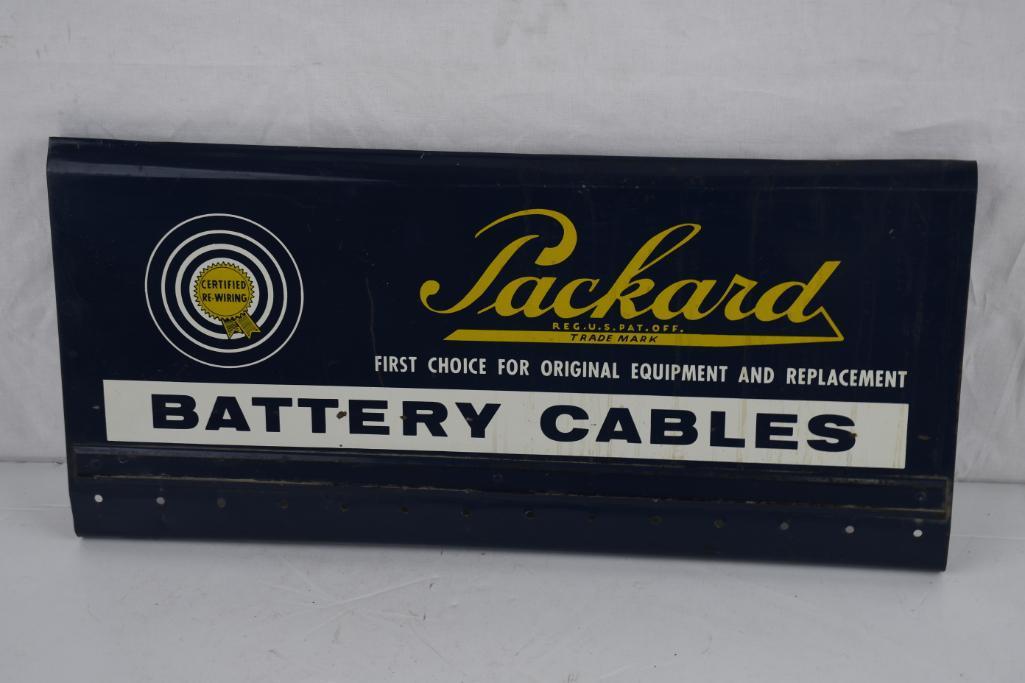 CERTIFIED
RE-WIRING
Packard
REG. U.S. PAT. OFF.
TRADE MARK
FIRST CHOICE FOR ORIGINAL EQUIPMENT AND REPLACEMENT
BATTERY CABLES